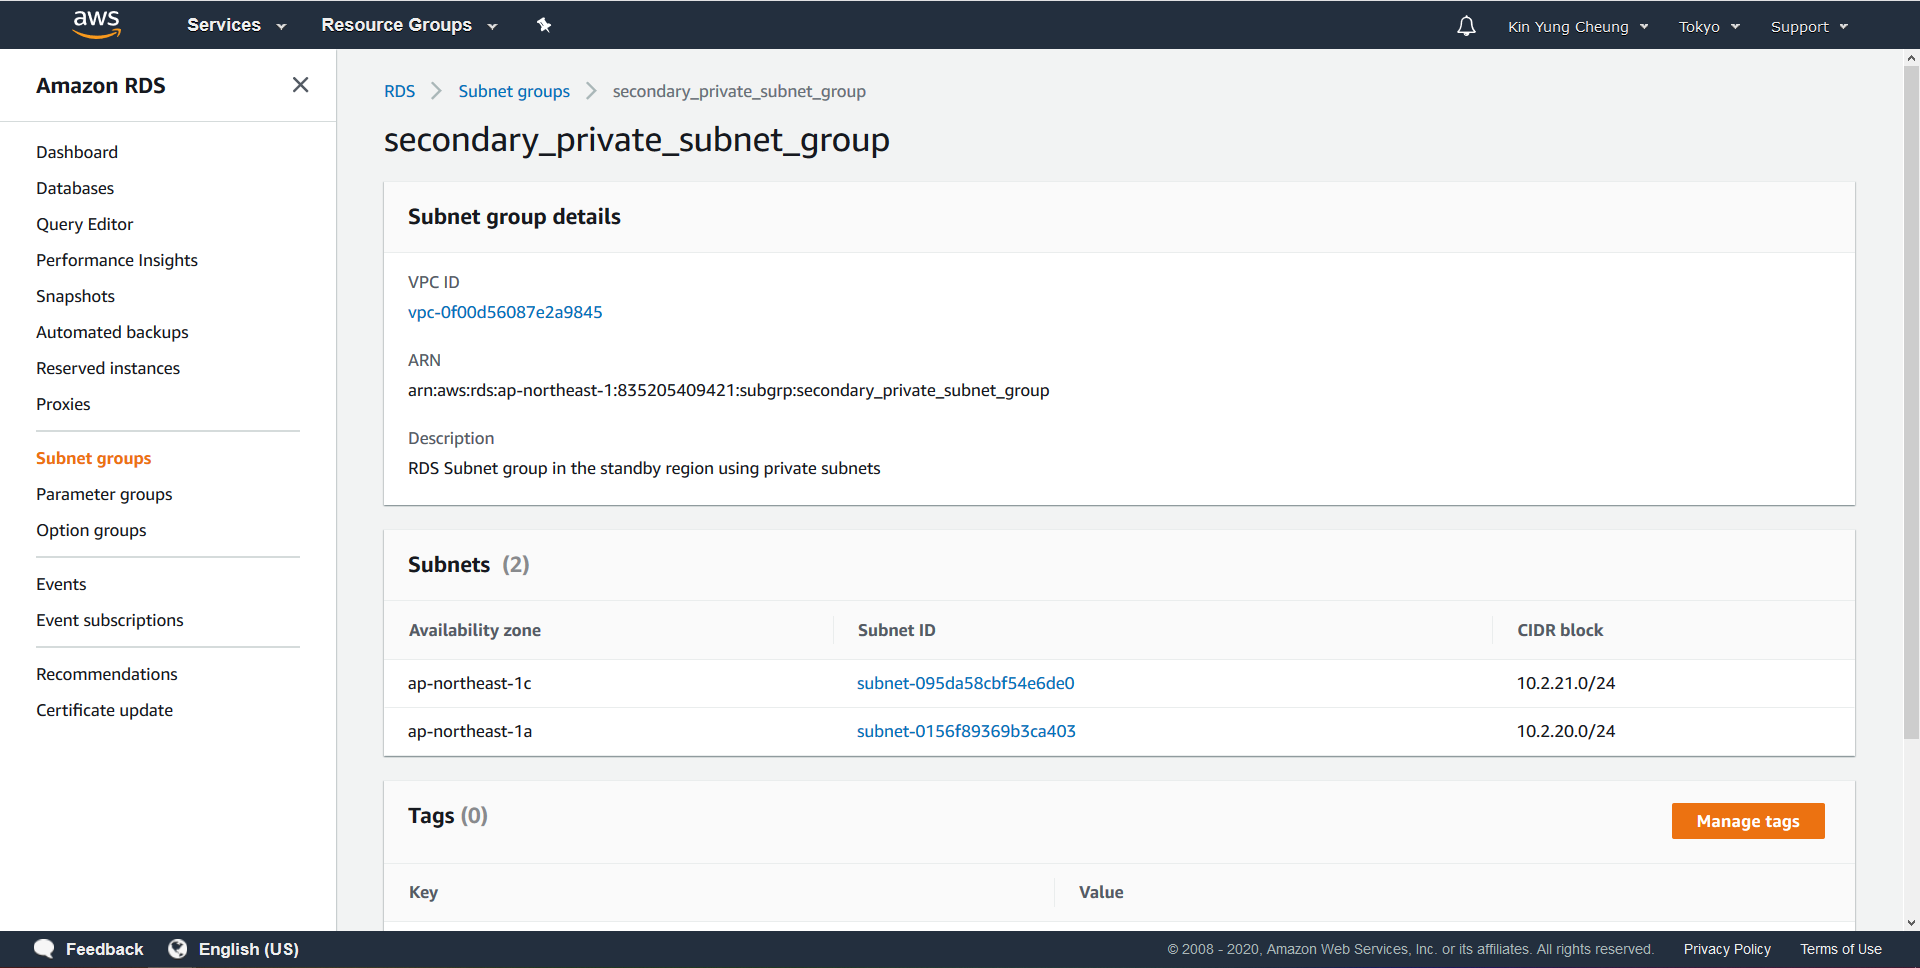 aws Services Resource Groups Kin Yung Cheung Tokyo Support
Amazon RDS
Dashboard
Databases
Query Editor
Performance Insights
Snapshots
Automated backups
Reserved instances
Proxies
Subnet groups
Parameter groups
Option groups
Events
Event subscriptions
Recommendations
Certificate update
RDS Subnet groups secondary_private_subnet_group
secondary_private_subnet_group
Subnet group details
VPC ID
vpc-0f00d56087e2a9845
ARN
arn:aws:rds:ap-northeast-1:835205409421:subgrp:secondary_private_subnet_group
Description
RDS Subnet group in the standby region using private subnets
Subnets (2)
Availability zone Subnet ID CIDR block
ap-northeast-1c subnet-095da58cbf54e6de0 10.2.21.0/24
ap-northeast-1a subnet-0156f89369b3ca403 10.2.20.0/24
Tags (0) Manage tags
Key Value
Feedback English (US) © 2008 - 2020, Amazon Web Services, Inc. or its affiliates. All rights reserved. Privacy Policy Terms of Use